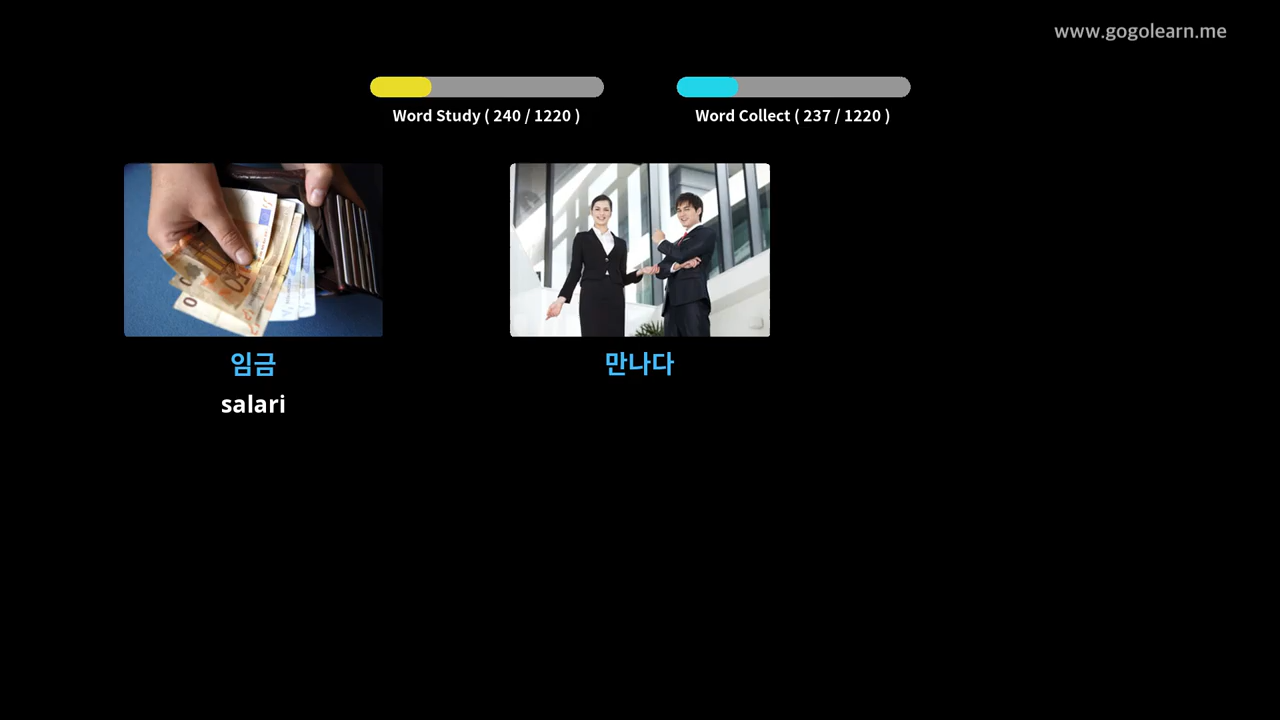 www.gogolearn.me
Word Study ( 240 / 1220 )
Word Collect ( 237 / 1220 )
임금
salari
만나다